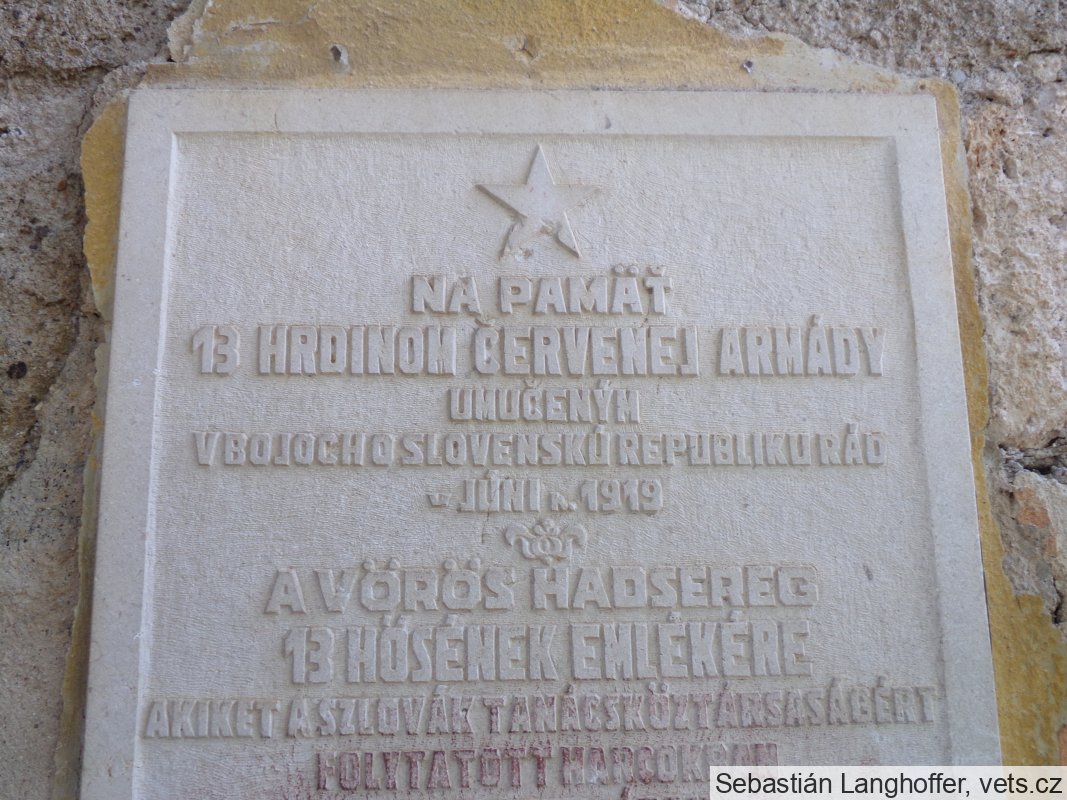 NA PAMÄŤ
13 HRDINOM ČERVENEJ ARMÁDY
UMUČENÝM
V BOJOCH O SLOVENSKÚ REPUBLIKU RÁD
v JÚNI r. 1919
A VÖRÖS HADSEREG
13 HŐSÉNEK EMLÉKÉRE
AKIKET A SZLOVÁK TANÁCSKÖZTÁRSASÁGÉRT
FOLYTATOTT HARCOKBAN
Sebastián Langhoffer, vets.cz